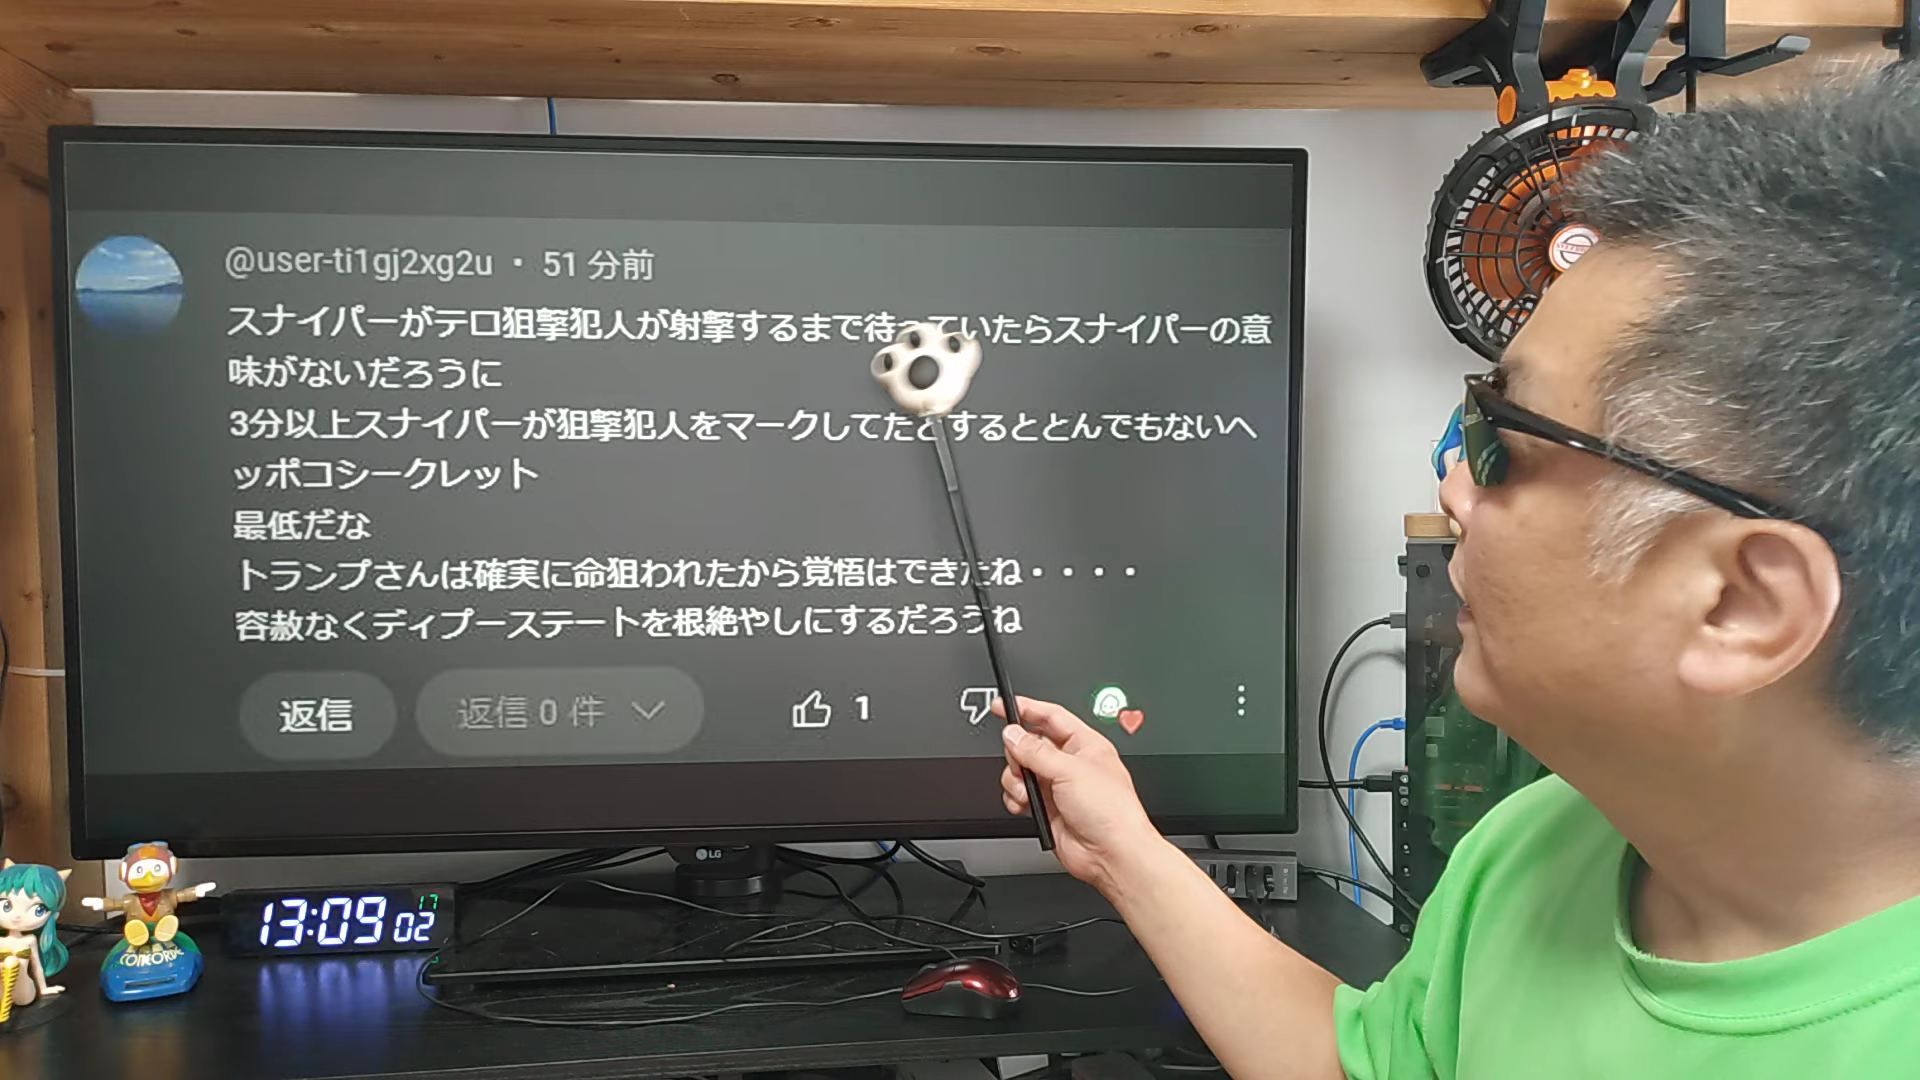 @user-ti1gj2xg2u・51 分前
スナイパーがテロ狙撃犯人が射撃するまで待っていたらスナイパーの意
味がないだろうに
3分以上スナイパーが狙撃犯人をマークしてたとするととんでもないへ
ッポコシークレット
最低だな
トランプさんは確実に命狙われたから覚悟はできたね・・・・
容赦なくディプーステートを根絶やしにするだろうね
返信
返信 0 件
1
LG
17
13:09 02
CONCORDE